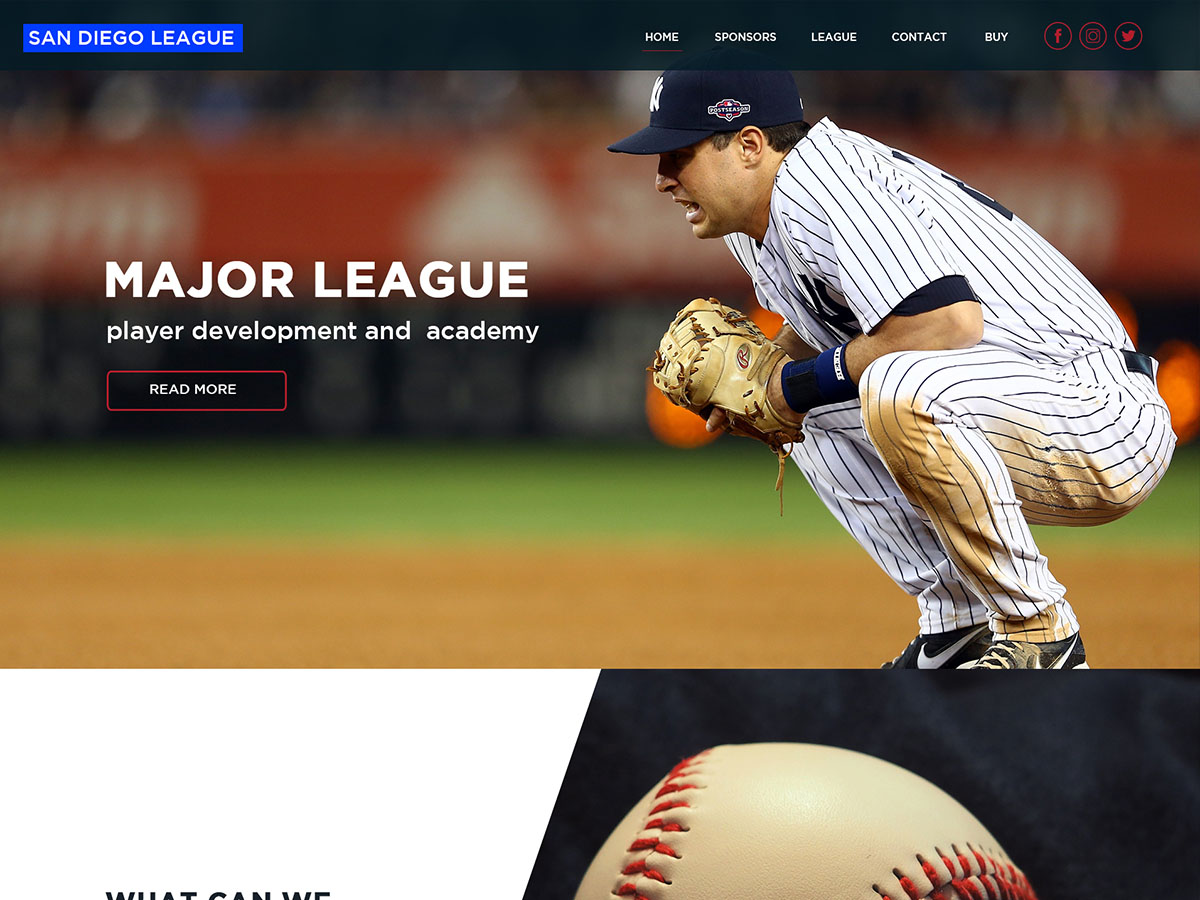 SAN DIEGO LEAGUE
HOME SPONSORS LEAGUE CONTACT BUY
POSTSEASON
MAJOR LEAGUE
player development and academy
READ MORE
WHAT CAN WE